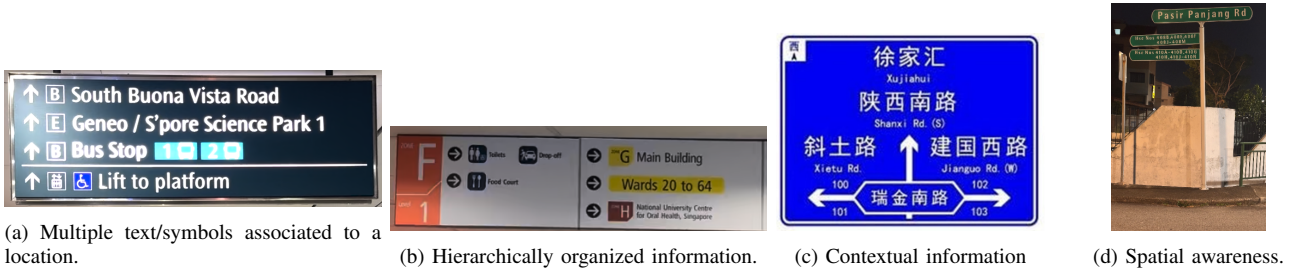 B South Buona Vista Road
E Geneo / S'pore Science Park 1
B Bus Stop 1 2
Lift to platform
(a) Multiple text/symbols associated to a
location.
ZONE
F
Level
1
Toilets
Drop-off
Food Court
ZONE G Main Building
Wards 20 to 64
ZONE H National University Centre
for Oral Health, Singapore
(b) Hierarchically organized information.
西
徐家汇
Xujiahui
陕西南路
Shanxi Rd. (S)
斜土路
建国西路
Xietu Rd.
Jianguo Rd. (W)
100
102
瑞金南路
101
103
(c) Contextual information
Pasir Panjang Rd
(d) Spatial awareness.